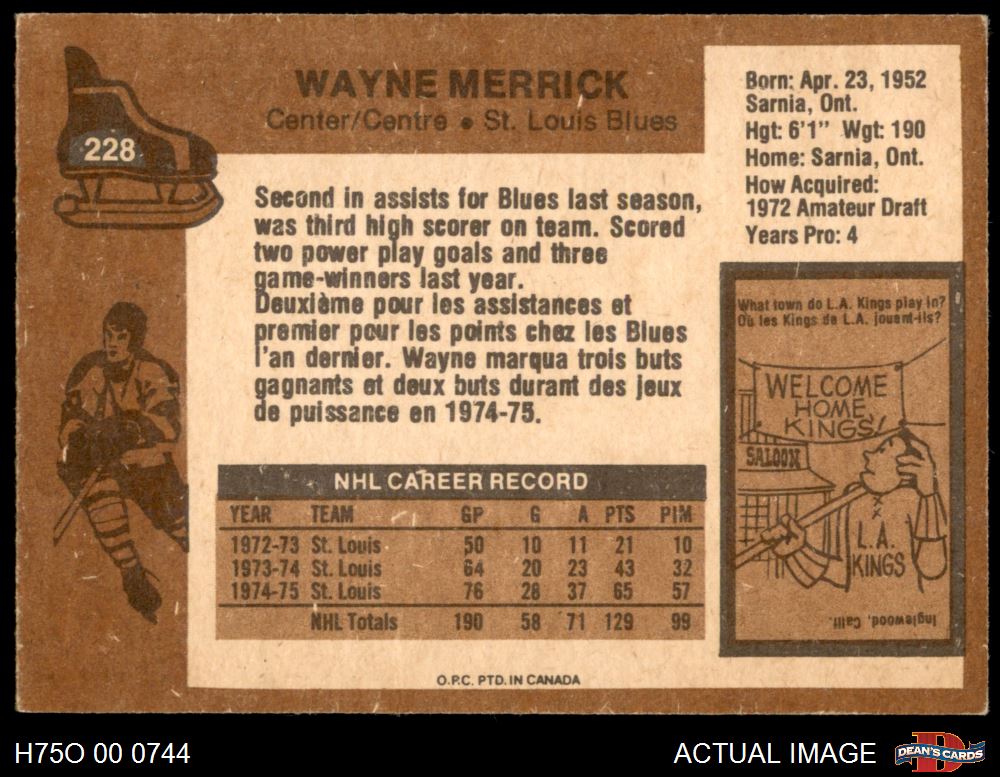 228
WAYNE MERRICK
Center/Centre • St. Louis Blues
Born: Apr. 23, 1952
Sarnia, Ont.
Hgt: 6'1" Wgt: 190
Home: Sarnia, Ont.
How Acquired:
1972 Amateur Draft
Years Pro: 4
Second in assists for Blues last season,
was third high scorer on team. Scored
two power play goals and three
game-winners last year.
Deuxième pour les assistances et
premier pour les points chez les Blues
l'an dernier. Wayne marqua trois buts
gagnants et deux buts durant des jeux
de puissance en 1974-75.
What town do L.A. Kings play in?
Où les Kings de L.A. jouent-ils?
WELCOME
HOME,
KINGS!
SALOON
L.A.
KINGS
Inglewood, Calif.
NHL CAREER RECORD
YEAR TEAM GP G A PTS PIM
1972-73 St. Louis 50 10 11 21 10
1973-74 St. Louis 64 20 23 43 32
1974-75 St. Louis 76 28 37 65 57
NHL Totals 190 58 71 129 99
O.P.C. PTD. IN CANADA
H75O 00 0744
ACTUAL IMAGE
D
DEAN'S CARDS